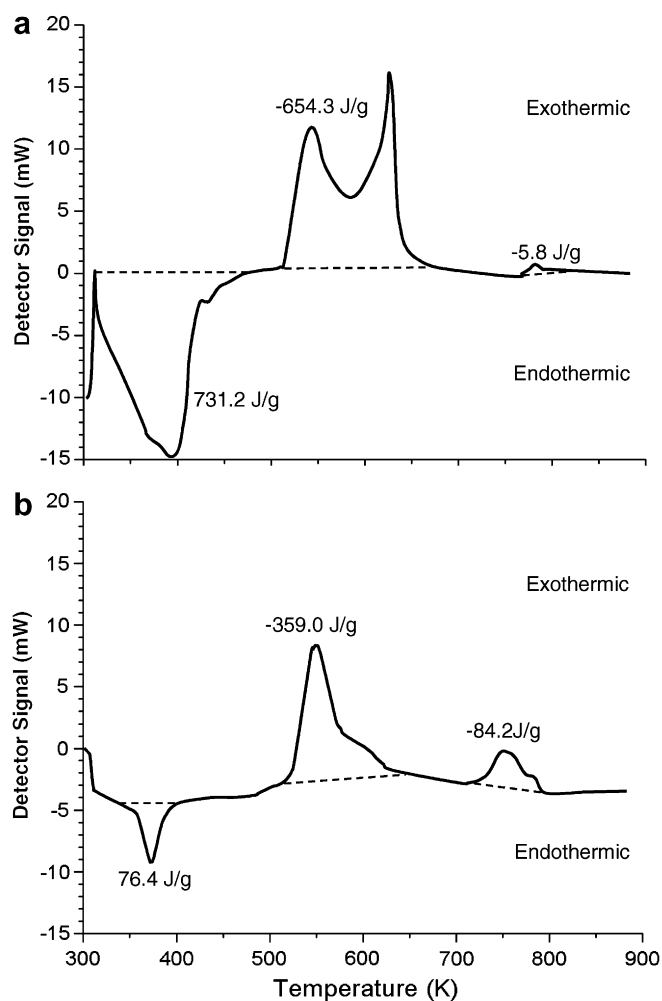 a
20
15
10
5
0
-5
-10
-15
Detector Signal (mW)
-654.3 J/g
Exothermic
-5.8 J/g
731.2 J/g
Endothermic
b
20
15
10
5
0
-5
-10
-15
Detector Signal (mW)
Exothermic
-359.0 J/g
-84.2J/g
76.4 J/g
Endothermic
300 400 500 600 700 800 900
Temperature (K)